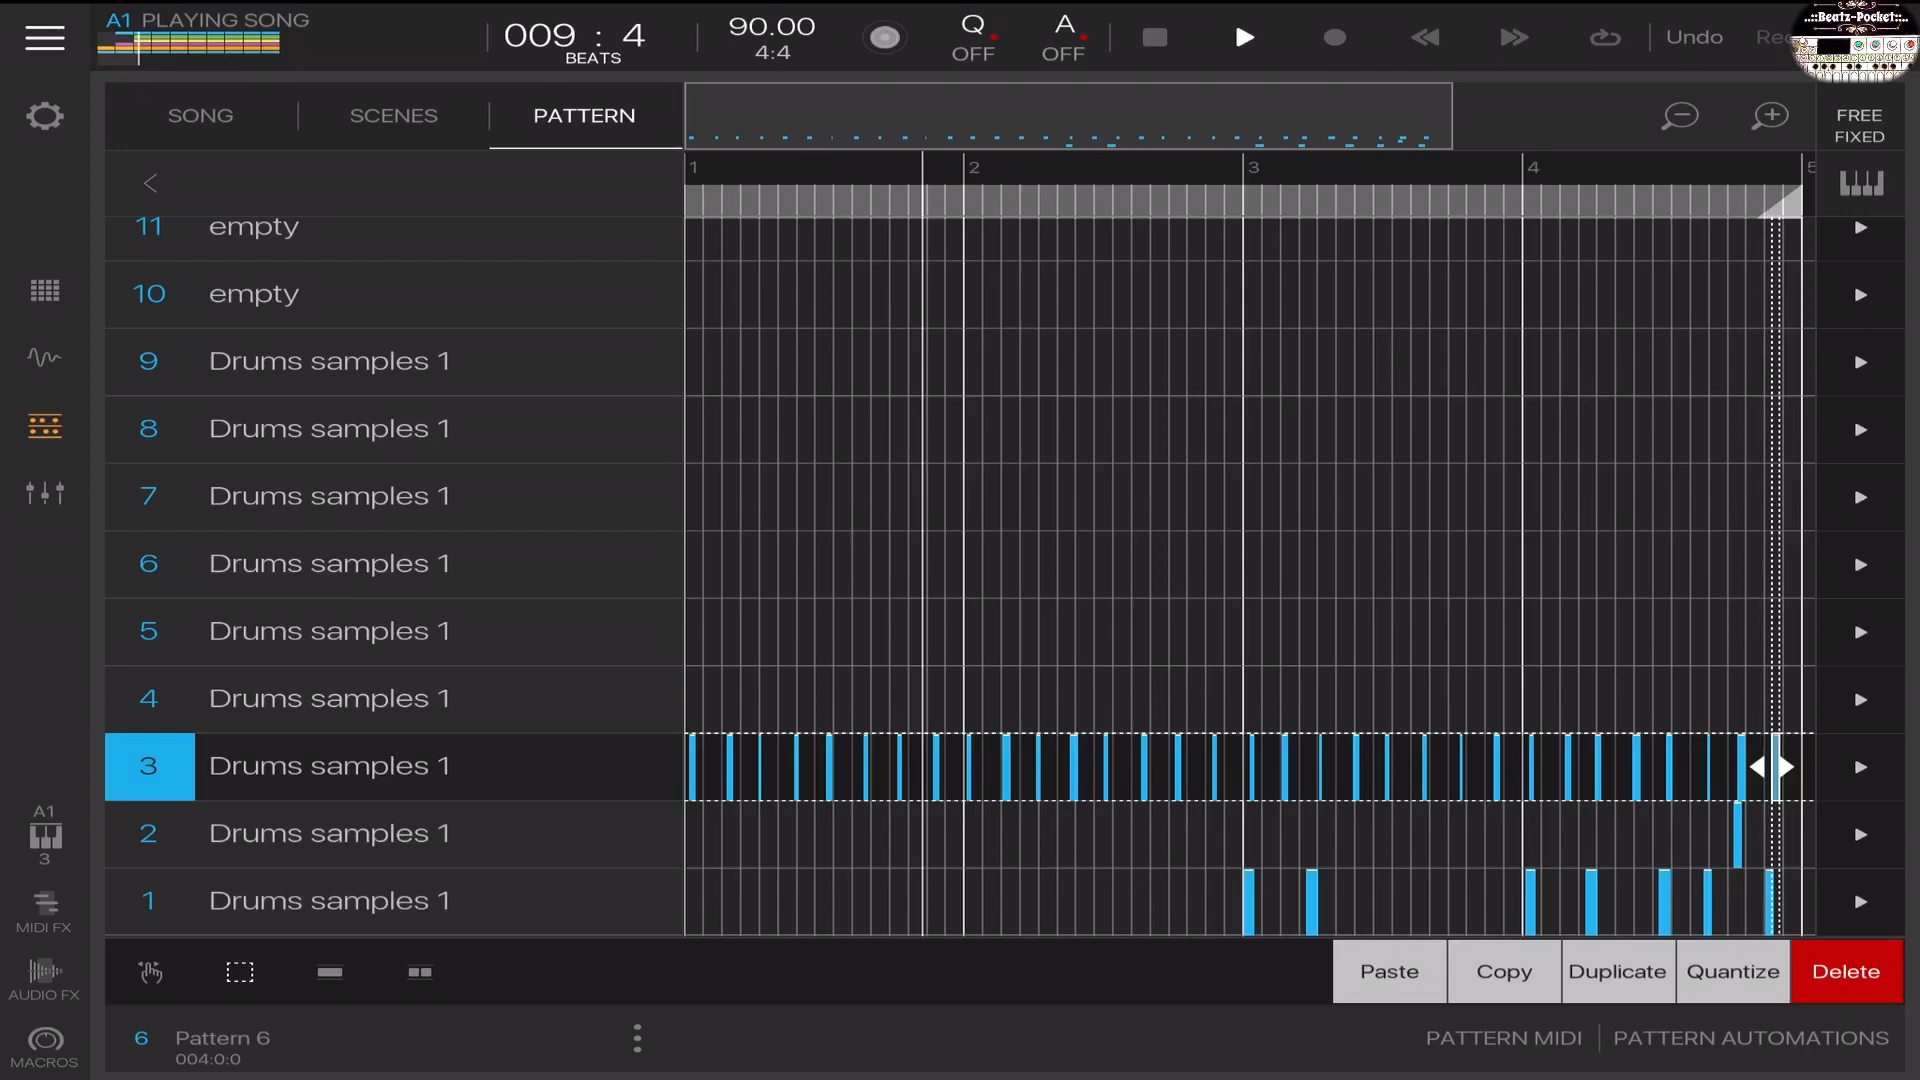 A1 PLAYING SONG
009 : 4
BEATS
90.00
4:4
Q
OFF
A
OFF
Undo
..::Beatz-Pocket::..
SONG
SCENES
PATTERN
FREE
FIXED
1
2
3
4
5
11 empty
10 empty
9 Drums samples 1
8 Drums samples 1
7 Drums samples 1
6 Drums samples 1
5 Drums samples 1
4 Drums samples 1
3 Drums samples 1
2 Drums samples 1
1 Drums samples 1
A1
3
MIDI FX
AUDIO FX
MACROS
Paste
Copy
Duplicate
Quantize
Delete
6 Pattern 6
004:0:0
PATTERN MIDI
PATTERN AUTOMATIONS